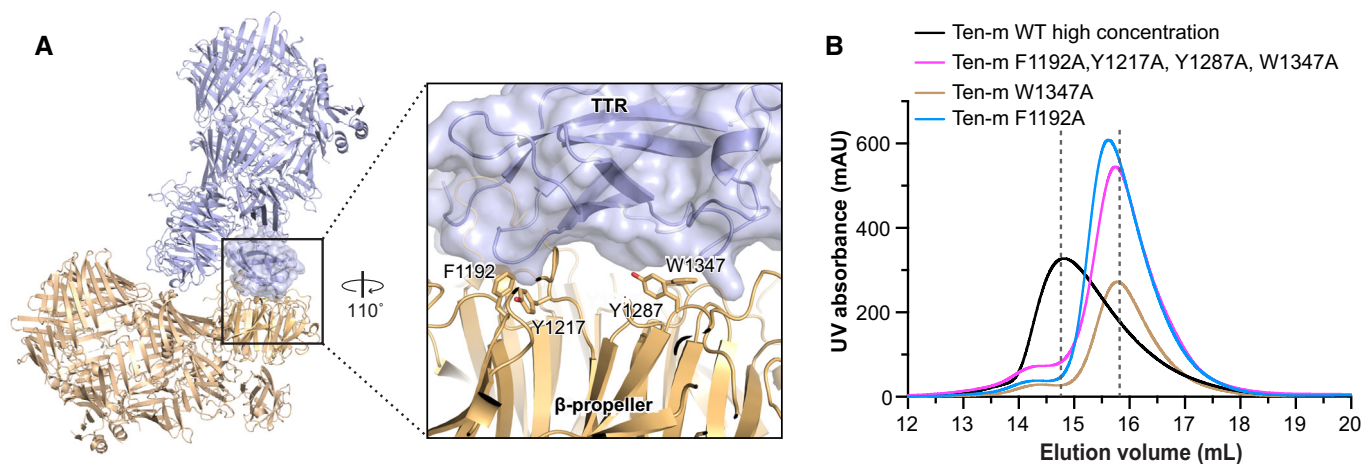 A
110°
TTR
F1192
W1347
Y1217
Y1287
β-propeller
B
Ten-m WT high concentration
Ten-m F1192A,Y1217A, Y1287A, W1347A
Ten-m W1347A
Ten-m F1192A
UV absorbance (mAU)
600
400
200
0
12 13 14 15 16 17 18 19 20
Elution volume (mL)